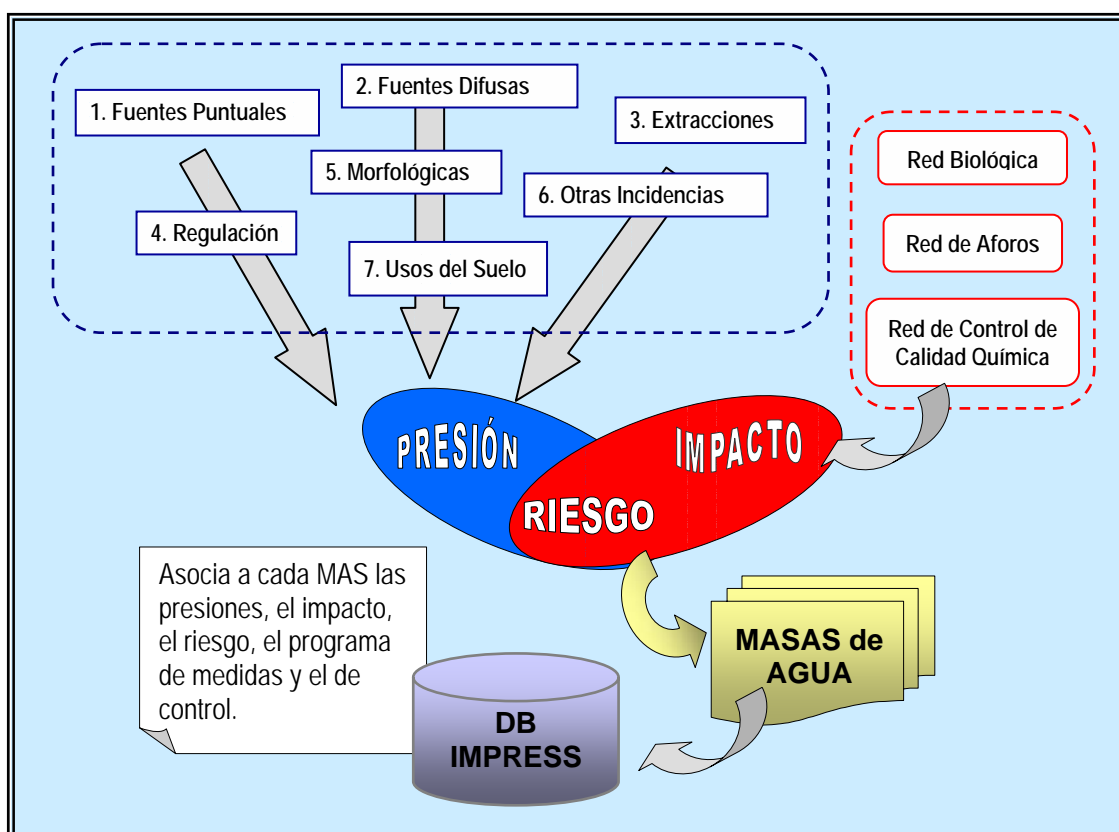 2. Fuentes Difusas
1. Fuentes Puntuales
3. Extracciones
5. Morfológicas
6. Otras Incidencias
4. Regulación
7. Usos del Suelo
Red Biológica
Red de Aforos
Red de Control de
Calidad Química
PRESIÓN
IMPACTO
RIESGO
Asocia a cada MAS las
presiones, el impacto,
el riesgo, el programa
de medidas y el de
control.
MASAS de
AGUA
DB
IMPRESS